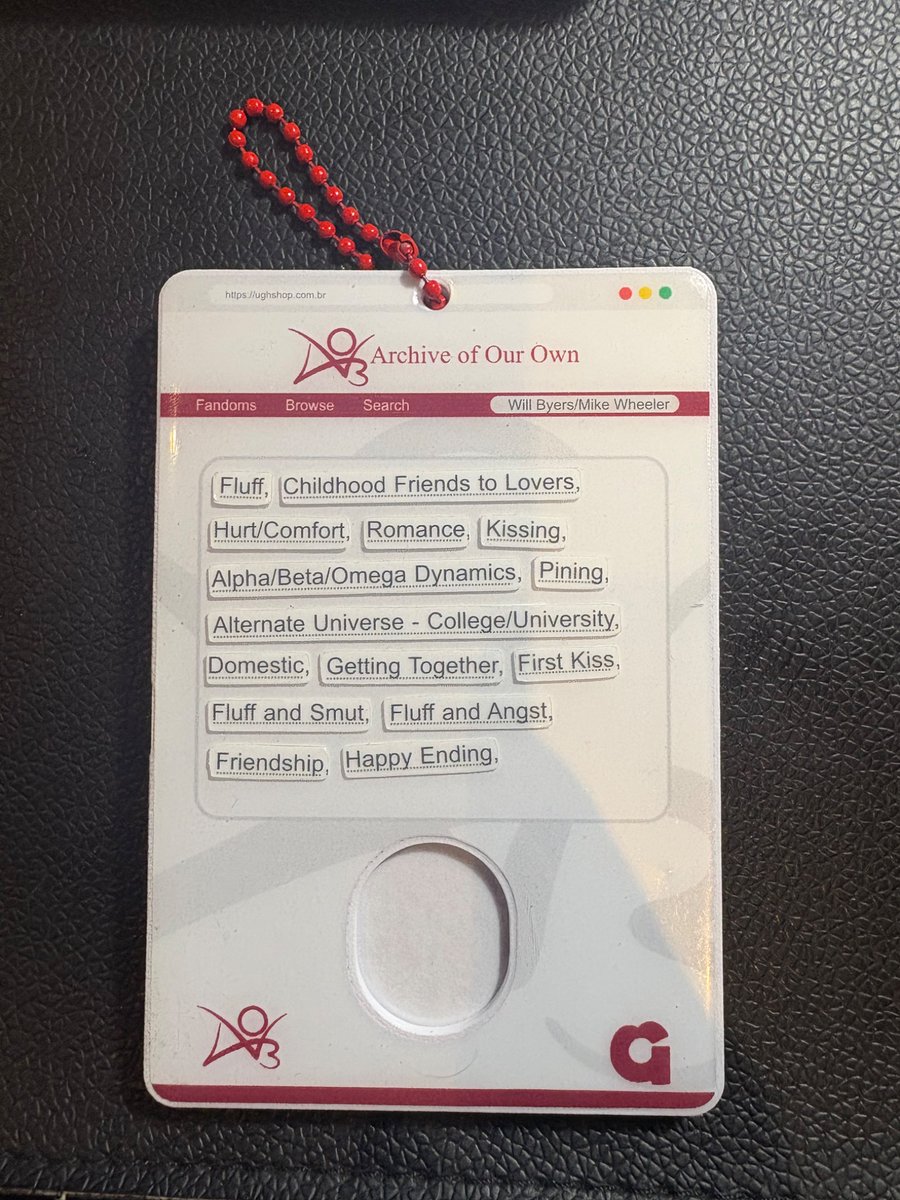 https://ughshop.com.br
AO3 Archive of Our Own
Fandoms Browse Search Will Byers/Mike Wheeler
Fluff, Childhood Friends to Lovers,
Hurt/Comfort, Romance, Kissing,
Alpha/Beta/Omega Dynamics, Pining,
Alternate Universe - College/University,
Domestic, Getting Together, First Kiss,
Fluff and Smut, Fluff and Angst,
Friendship, Happy Ending,
AO3 G